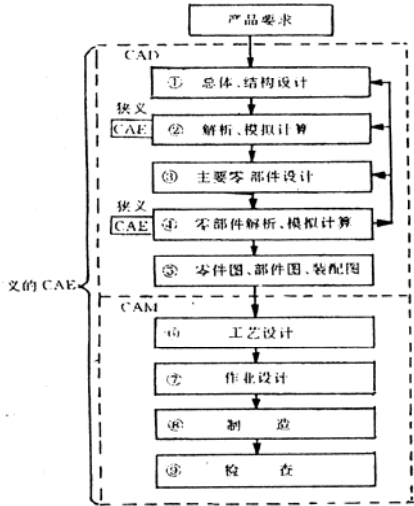 产品要求
CAD
① 总体、结构设计
狭义
CAE
② 解析、模拟计算
③ 主要零部件设计
狭义
CAE
④ 零部件解析、模拟计算
⑤ 零件图、部件图、装配图
义的 CAE
CAM
⑥ 工艺设计
⑦ 作业设计
⑧ 制 造
⑨ 检 查